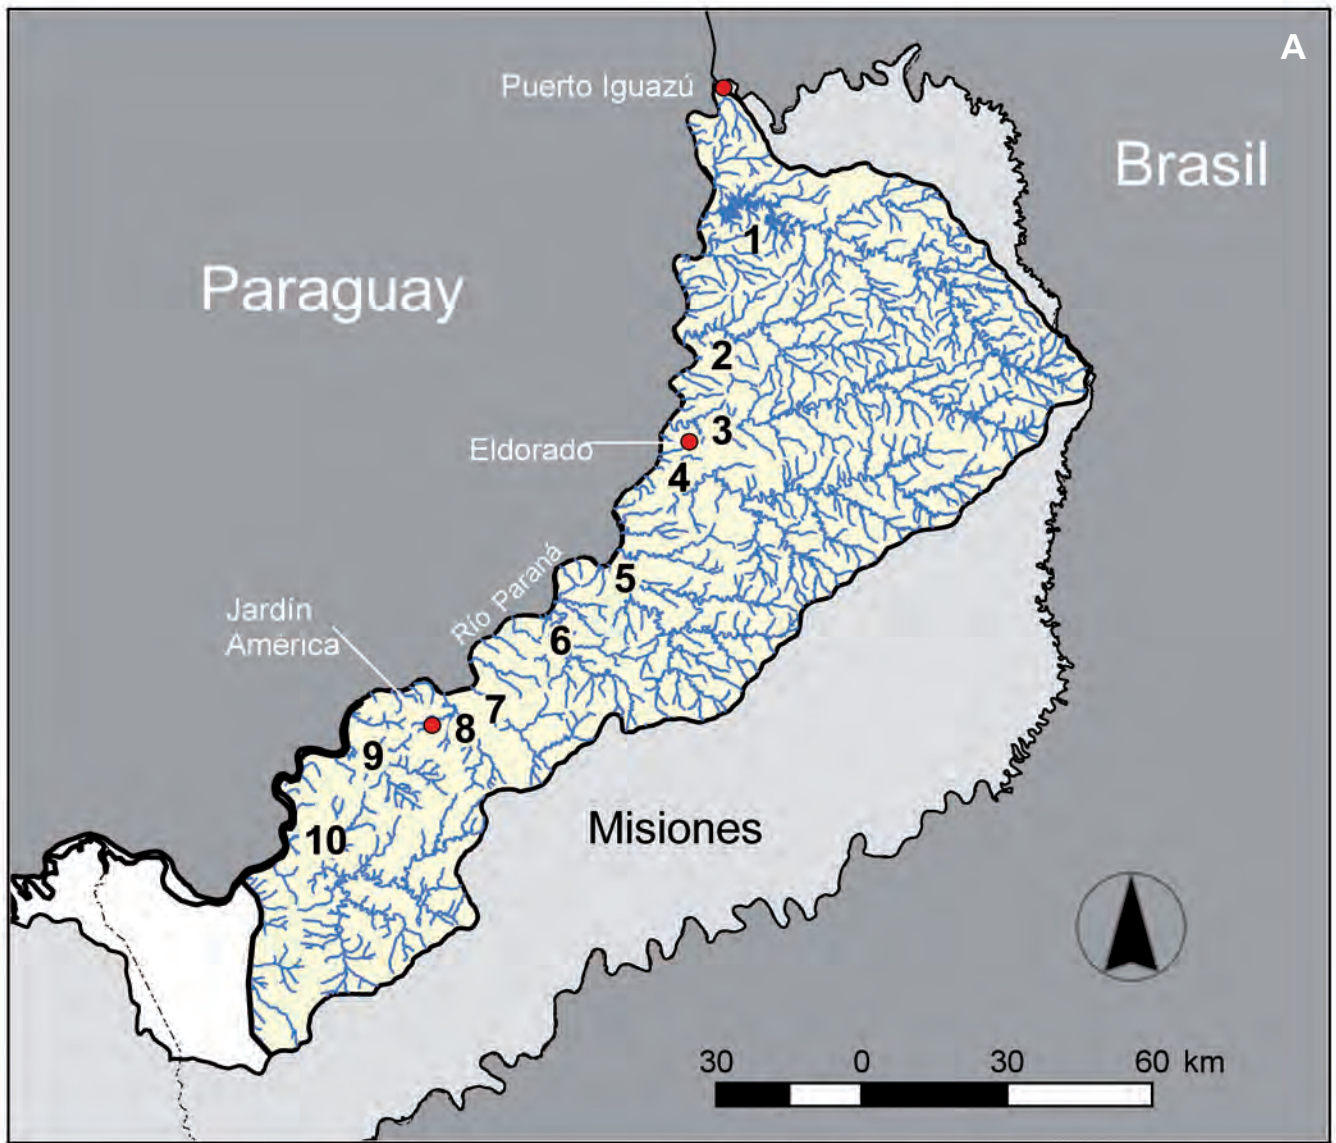 A
Puerto Iguazú
Brasil
1
Paraguay
2
3
Eldorado
4
Río Paraná
5
Jardín
América
6
7
8
9
Misiones
10
30 0 30 60 km